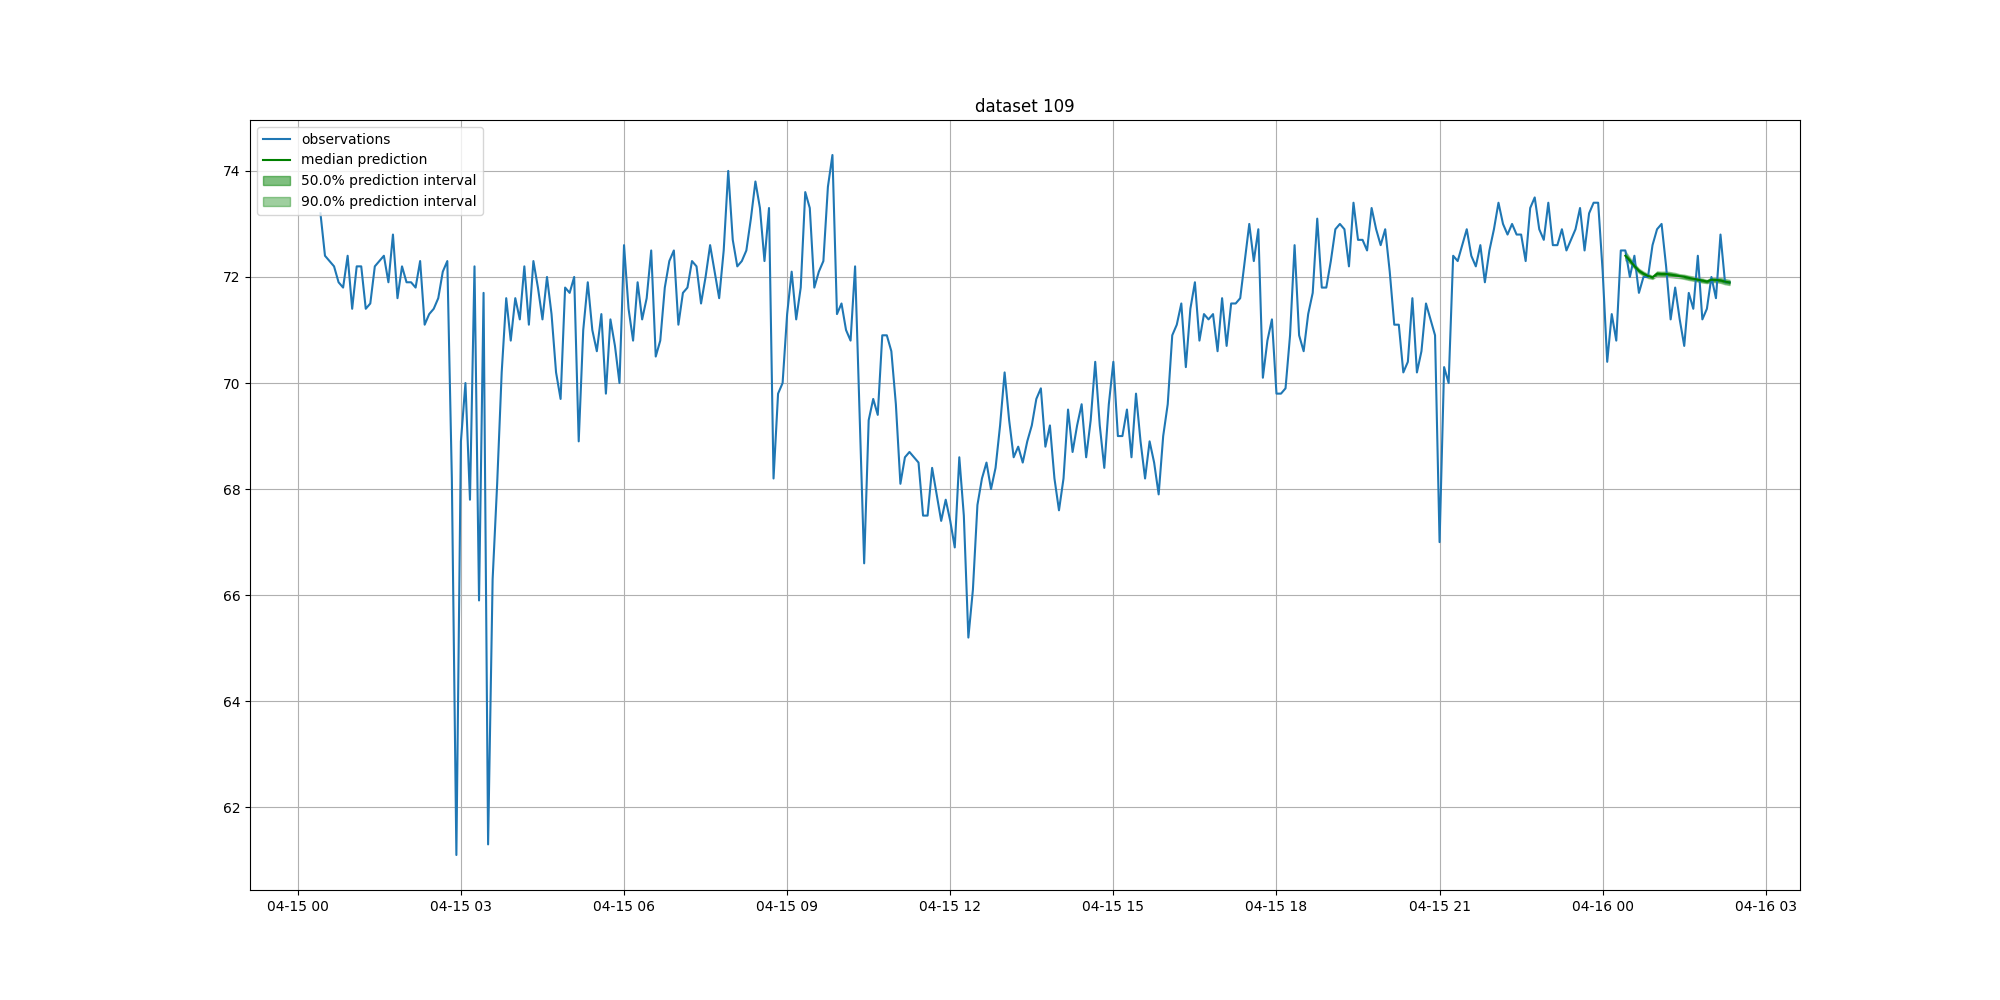 dataset 109
observations
median prediction
50.0% prediction interval
90.0% prediction interval
74
72
70
68
66
64
62
04-15 00 04-15 03 04-15 06 04-15 09 04-15 12 04-15 15 04-15 18 04-15 21 04-16 00 04-16 03